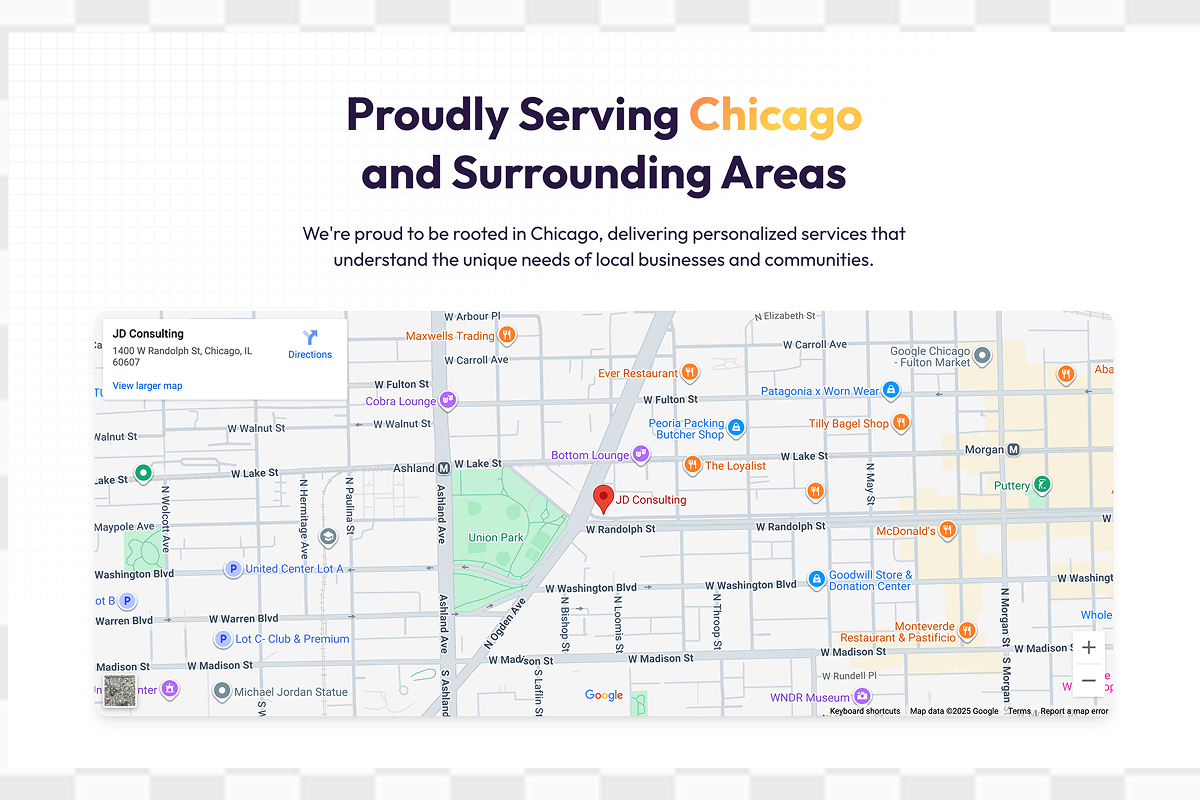 Proudly Serving Chicago
and Surrounding Areas
We're proud to be rooted in Chicago, delivering personalized services that
understand the unique needs of local businesses and communities.
JD Consulting
1400 W Randolph St, Chicago, IL
60607
Directions
View larger map
W Arbour Pl
N Elizabeth St
Maxwells Trading
W Carroll Ave
W Carroll Ave
Google Chicago
- Fulton Market
Ever Restaurant
W Fulton St
Cobra Lounge
W Fulton St
Patagonia x Worn Wear
Aba
Walnut St
W Walnut St
W Walnut St
Peoria Packing
Butcher Shop
Tilly Bagel Shop
Bottom Lounge
W Lake St
Morgan
M
Ashland
M
W Lake St
The Loyalist
Lake St
W Lake St
N May St
Puttery
N Wolcott Ave
N Hermitage Ave
N Paulina St
Ashland Ave
JD Consulting
Maypole Ave
Union Park
W Randolph St
W Randolph St
McDonald's
W
Washington Blvd
P
United Center Lot A
W Washington Blvd
W Washington Blvd
Goodwill Store &
Donation Center
W Washingt
ot B
P
Warren Blvd
W Warren Blvd
Ashland Ave
N Ogden Ave
N Bishop St
N Loomis St
N Throop St
N Morgan St
Whole
P
Lot C- Club & Premium
Monteverde
Restaurant & Pastificio
Madison St
W Madison St
W Madison St
W Madison St
W Madison St
W Madison S
nter
Michael Jordan Statue
S W
S Ashland
S Laflin St
W Rundell Pl
S Morgan
WNDR Museum
Google
Keyboard shortcuts
Map data ©2025 Google
Terms
Report a map error